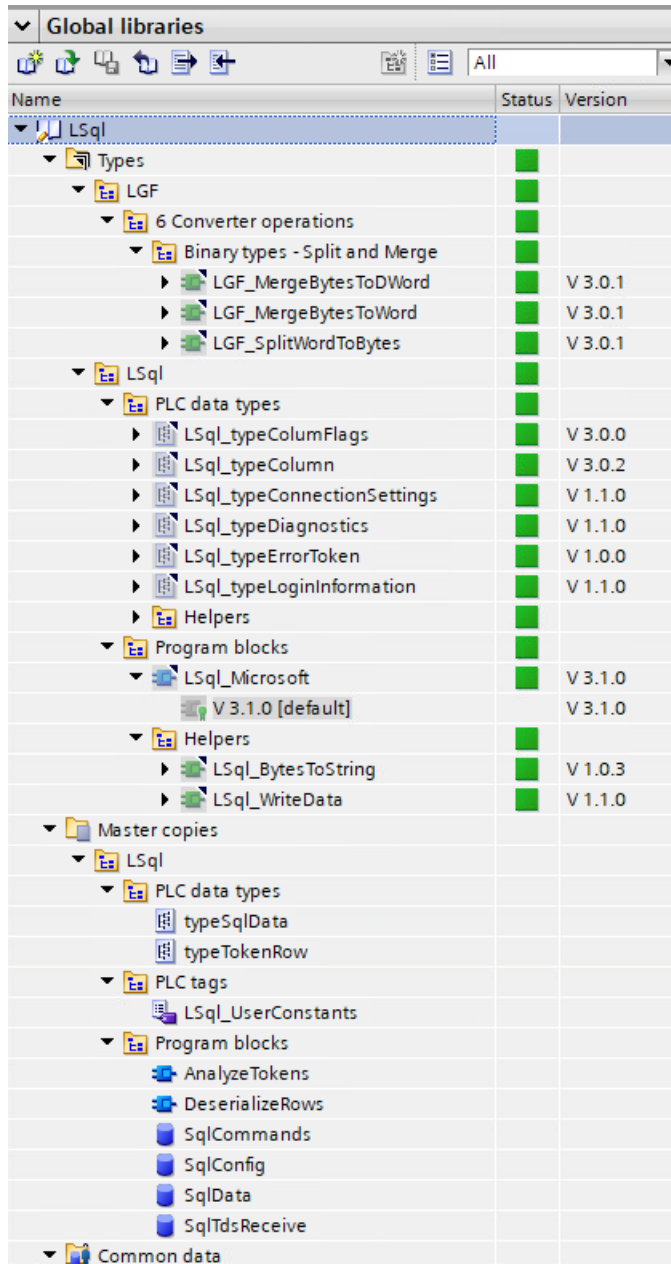 Global libraries
All
Name Status Version
LSql
Types
LGF
6 Converter operations
Binary types - Split and Merge
LGF_MergeBytesToDWord V 3.0.1
LGF_MergeBytesToWord V 3.0.1
LGF_SplitWordToBytes V 3.0.1
LSql
PLC data types
LSql_typeColumFlags V 3.0.0
LSql_typeColumn V 3.0.2
LSql_typeConnectionSettings V 1.1.0
LSql_typeDiagnostics V 1.1.0
LSql_typeErrorToken V 1.0.0
LSql_typeLoginInformation V 1.1.0
Helpers
Program blocks
LSql_Microsoft V 3.1.0
V 3.1.0 [default] V 3.1.0
Helpers
LSql_BytesToString V 1.0.3
LSql_WriteData V 1.1.0
Master copies
LSql
PLC data types
typeSqlData
typeTokenRow
PLC tags
LSql_UserConstants
Program blocks
AnalyzeTokens
DeserializeRows
SqlCommands
SqlConfig
SqlData
SqlTdsReceive
Common data